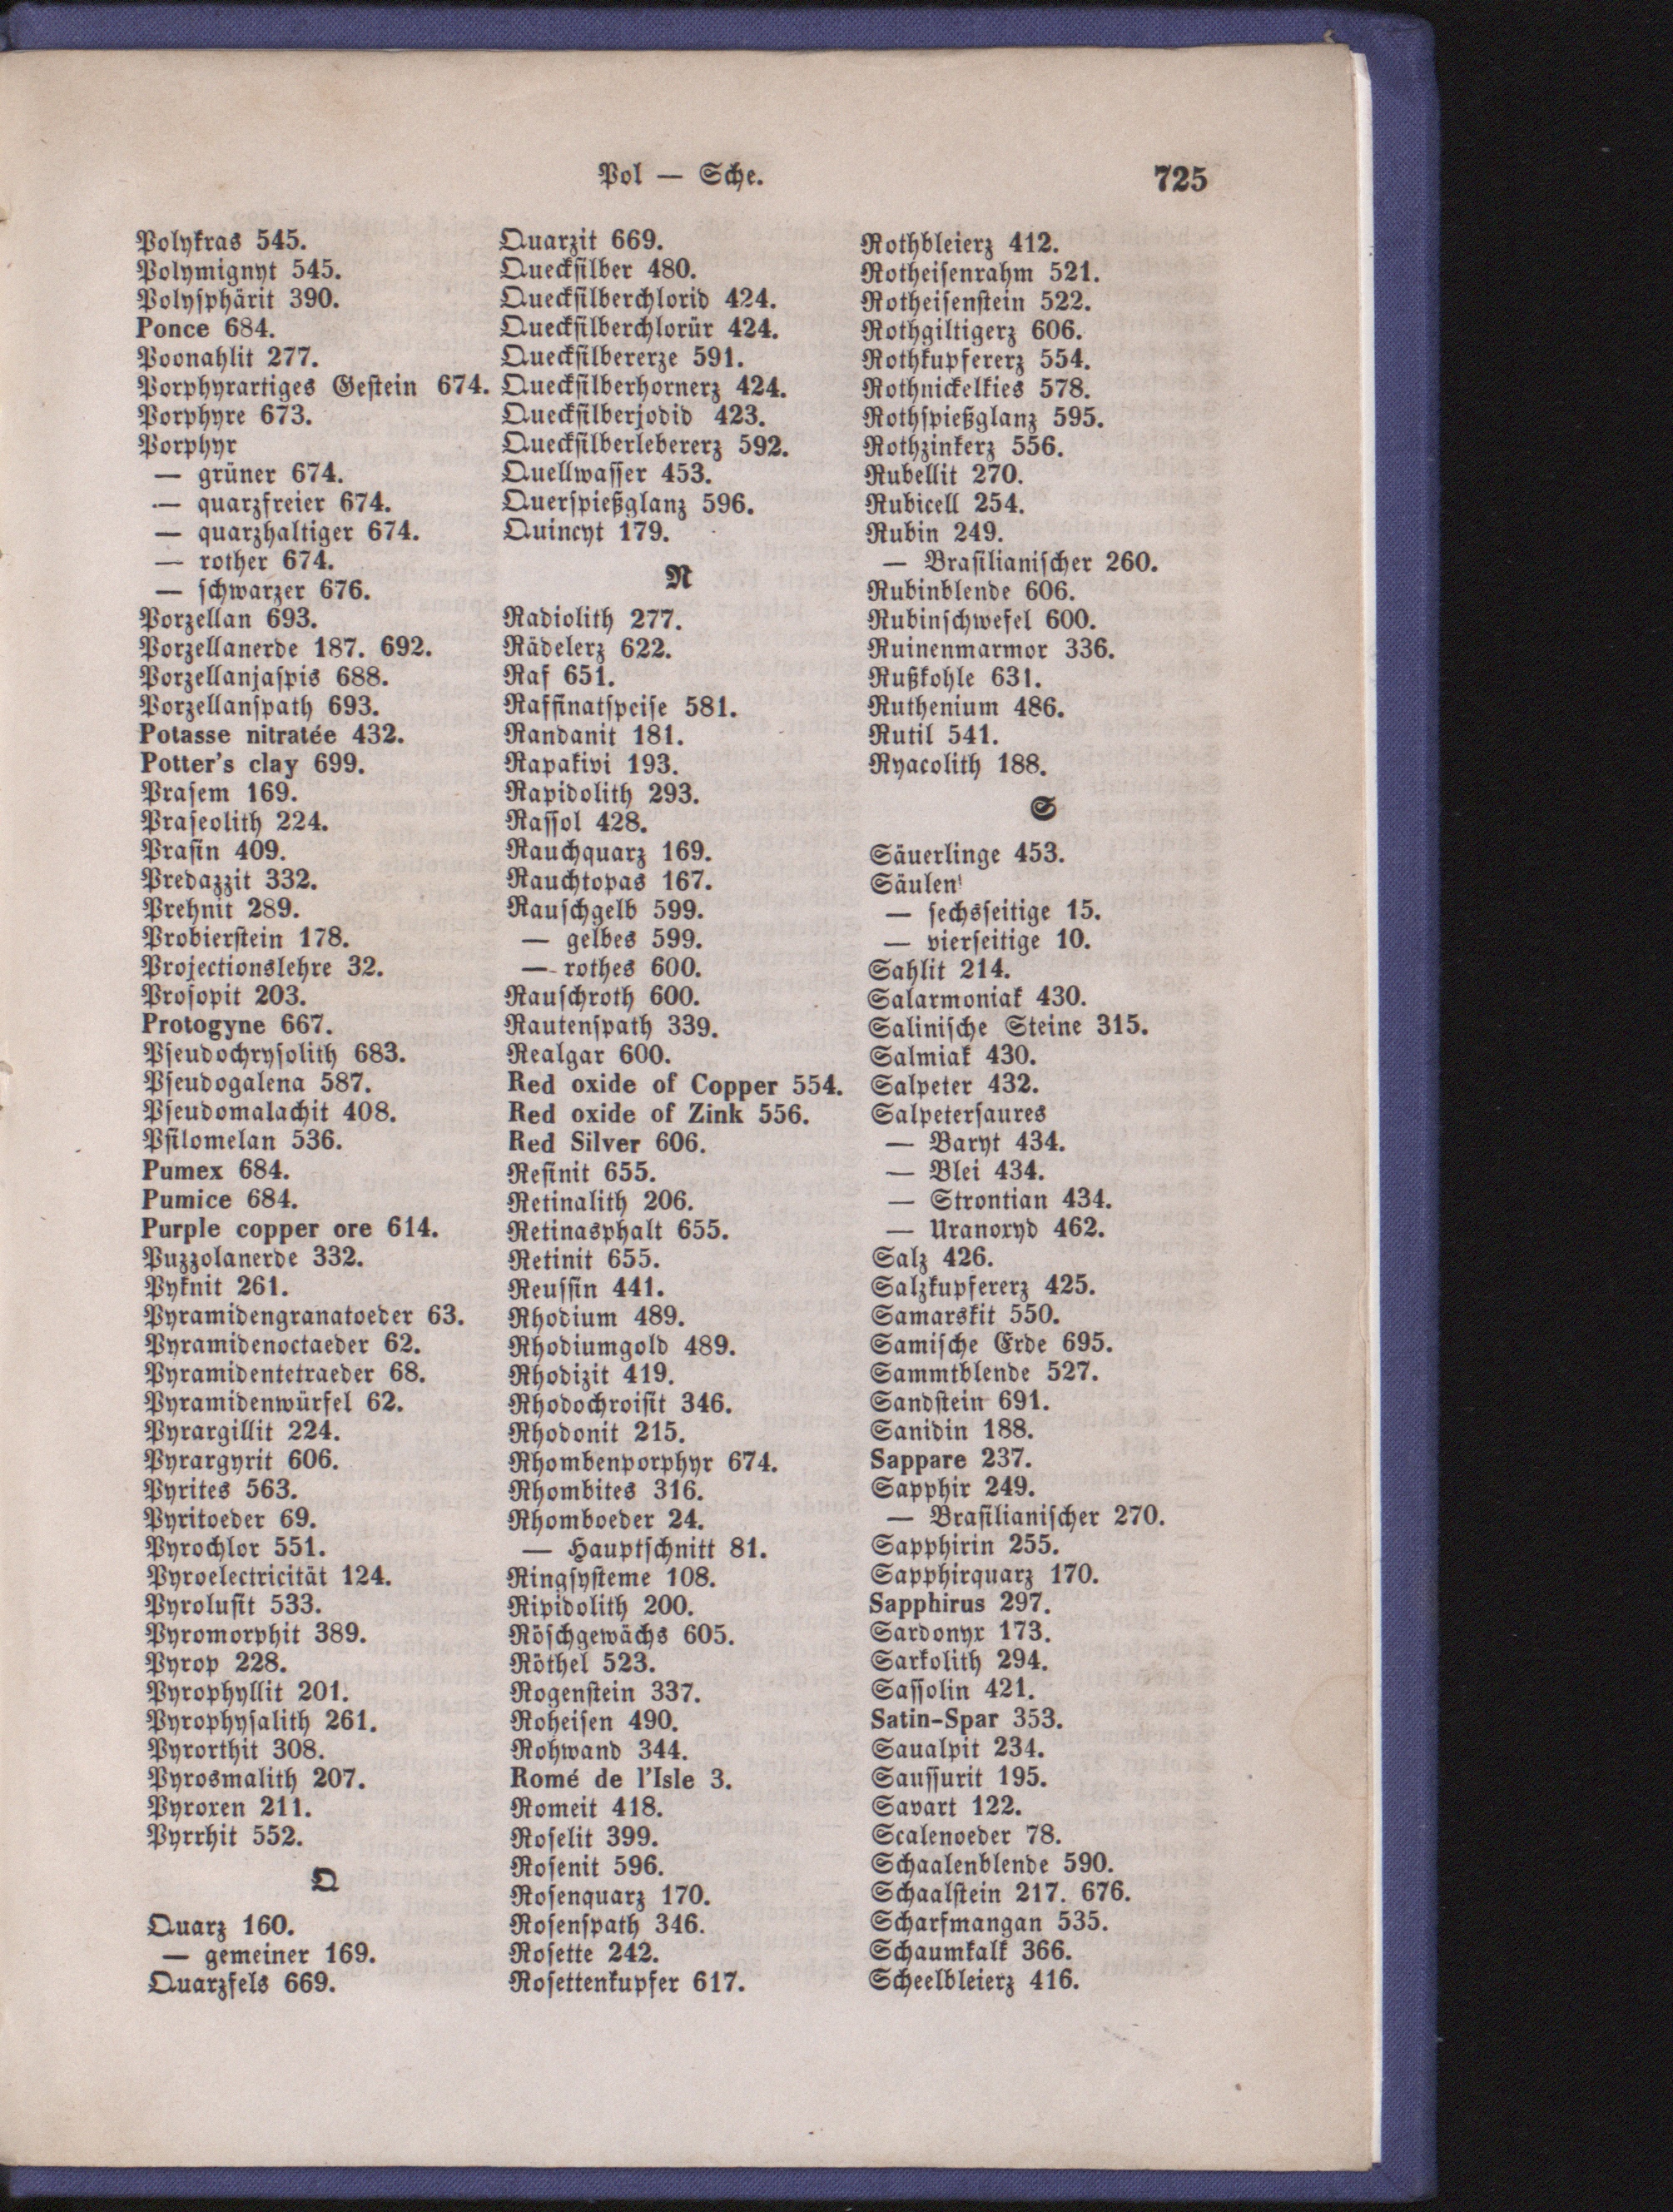 Pol — Sche.
725
Polykras 545.
Polymignyt 545.
Polysphärit 390.
Ponce 684.
Poonahlit 277.
Porphyrartiges Gestein 674.
Porphyre 673.
Porphyr
— grüner 674.
— quarzfreier 674.
— quarzhaltiger 674.
— rother 674.
— schwarzer 676.
Porzellan 693.
Porzellanerde 187. 692.
Porzellanjaspis 688.
Porzellanspath 693.
Potasse nitratée 432.
Potter's clay 699.
Prasem 169.
Praseolith 224.
Prasin 409.
Predazzit 332.
Prehnit 289.
Probierstein 178.
Projectionslehre 32.
Prosopit 203.
Protogyne 667.
Pseudochrysolith 683.
Pseudogalena 587.
Pseudomalachit 408.
Psilomelan 536.
Pumex 684.
Pumice 684.
Purple copper ore 614.
Puzzolanerde 332.
Pyknit 261.
Pyramidengranatoeder 63.
Pyramidenoctaeder 62.
Pyramidentetraeder 68.
Pyramidenwürfel 62.
Pyrargillit 224.
Pyrargyrit 606.
Pyrites 563.
Pyritoeder 69.
Pyrochlor 551.
Pyroelectricität 124.
Pyrolusit 533.
Pyromorphit 389.
Pyrop 228.
Pyrophyllit 201.
Pyrophysalith 261.
Pyrorthit 308.
Pyrosmalith 207.
Pyroxen 211.
Pyrrhit 552.
Q
Quarz 160.
— gemeiner 169.
Quarzfels 669.
Quarzit 669.
Quecksilber 480.
Quecksilberchlorid 424.
Quecksilberchlorür 424.
Quecksilbererze 591.
Quecksilberhornerz 424.
Quecksilberjodid 423.
Quecksilberlebererz 592.
Quellwasser 453.
Querspießglanz 596.
Quincyt 179.
R
Radiolith 277.
Rädelerz 622.
Raf 651.
Raffinatspeise 581.
Randanit 181.
Rapakivi 193.
Rapidolith 293.
Rassol 428.
Rauchquarz 169.
Rauchtopas 167.
Rauschgelb 599.
— gelbes 599.
— rothes 600.
Rauschroth 600.
Rautenspath 339.
Realgar 600.
Red oxide of Copper 554.
Red oxide of Zink 556.
Red Silver 606.
Resinit 655.
Retinalith 206.
Retinasphalt 655.
Retinit 655.
Reussin 441.
Rhodium 489.
Rhodiumgold 489.
Rhodizit 419.
Rhodochroisit 346.
Rhodonit 215.
Rhombenporphyr 674.
Rhombites 316.
Rhomboeder 24.
— Hauptschnitt 81.
Ringsysteme 108.
Ripidolith 200.
Röschgewächs 605.
Röthel 523.
Rogenstein 337.
Roheisen 490.
Rohwand 344.
Romé de l'Isle 3.
Romeit 418.
Roselit 399.
Rosenit 596.
Rosenquarz 170.
Rosenspath 346.
Rosette 242.
Rosettenkupfer 617.
Rothbleierz 412.
Rotheisenrahm 521.
Rotheisenstein 522.
Rothgiltigerz 606.
Rothkupfererz 554.
Rothnickelkies 578.
Rothspießglanz 595.
Rothzinkerz 556.
Rubellit 270.
Rubicell 254.
Rubin 249.
— Brasilianischer 260.
Rubinblende 606.
Rubinschwefel 600.
Ruinenmarmor 336.
Rußkohle 631.
Ruthenium 486.
Rutil 541.
Ryacolith 188.
S
Säuerlinge 453.
Säulen
— sechsseitige 15.
— vierseitige 10.
Sahlit 214.
Salarmoniak 430.
Salinische Steine 315.
Salmiak 430.
Salpeter 432.
Salpetersaures
— Baryt 434.
— Blei 434.
— Strontian 434.
— Uranoxyd 462.
Salz 426.
Salzkupfererz 425.
Samarskit 550.
Samische Erde 695.
Sammtblende 527.
Sandstein 691.
Sanidin 188.
Sappare 237.
Sapphir 249.
— Brasilianischer 270.
Sapphirin 255.
Sapphirquarz 170.
Sapphirus 297.
Sardonyx 173.
Sarkolith 294.
Sassolin 421.
Satin-Spar 353.
Saualpit 234.
Saussurit 195.
Savart 122.
Scalenoeder 78.
Schaalenblende 590.
Schaalstein 217. 676.
Scharfmangan 535.
Schaumkalk 366.
Scheelbleierz 416.